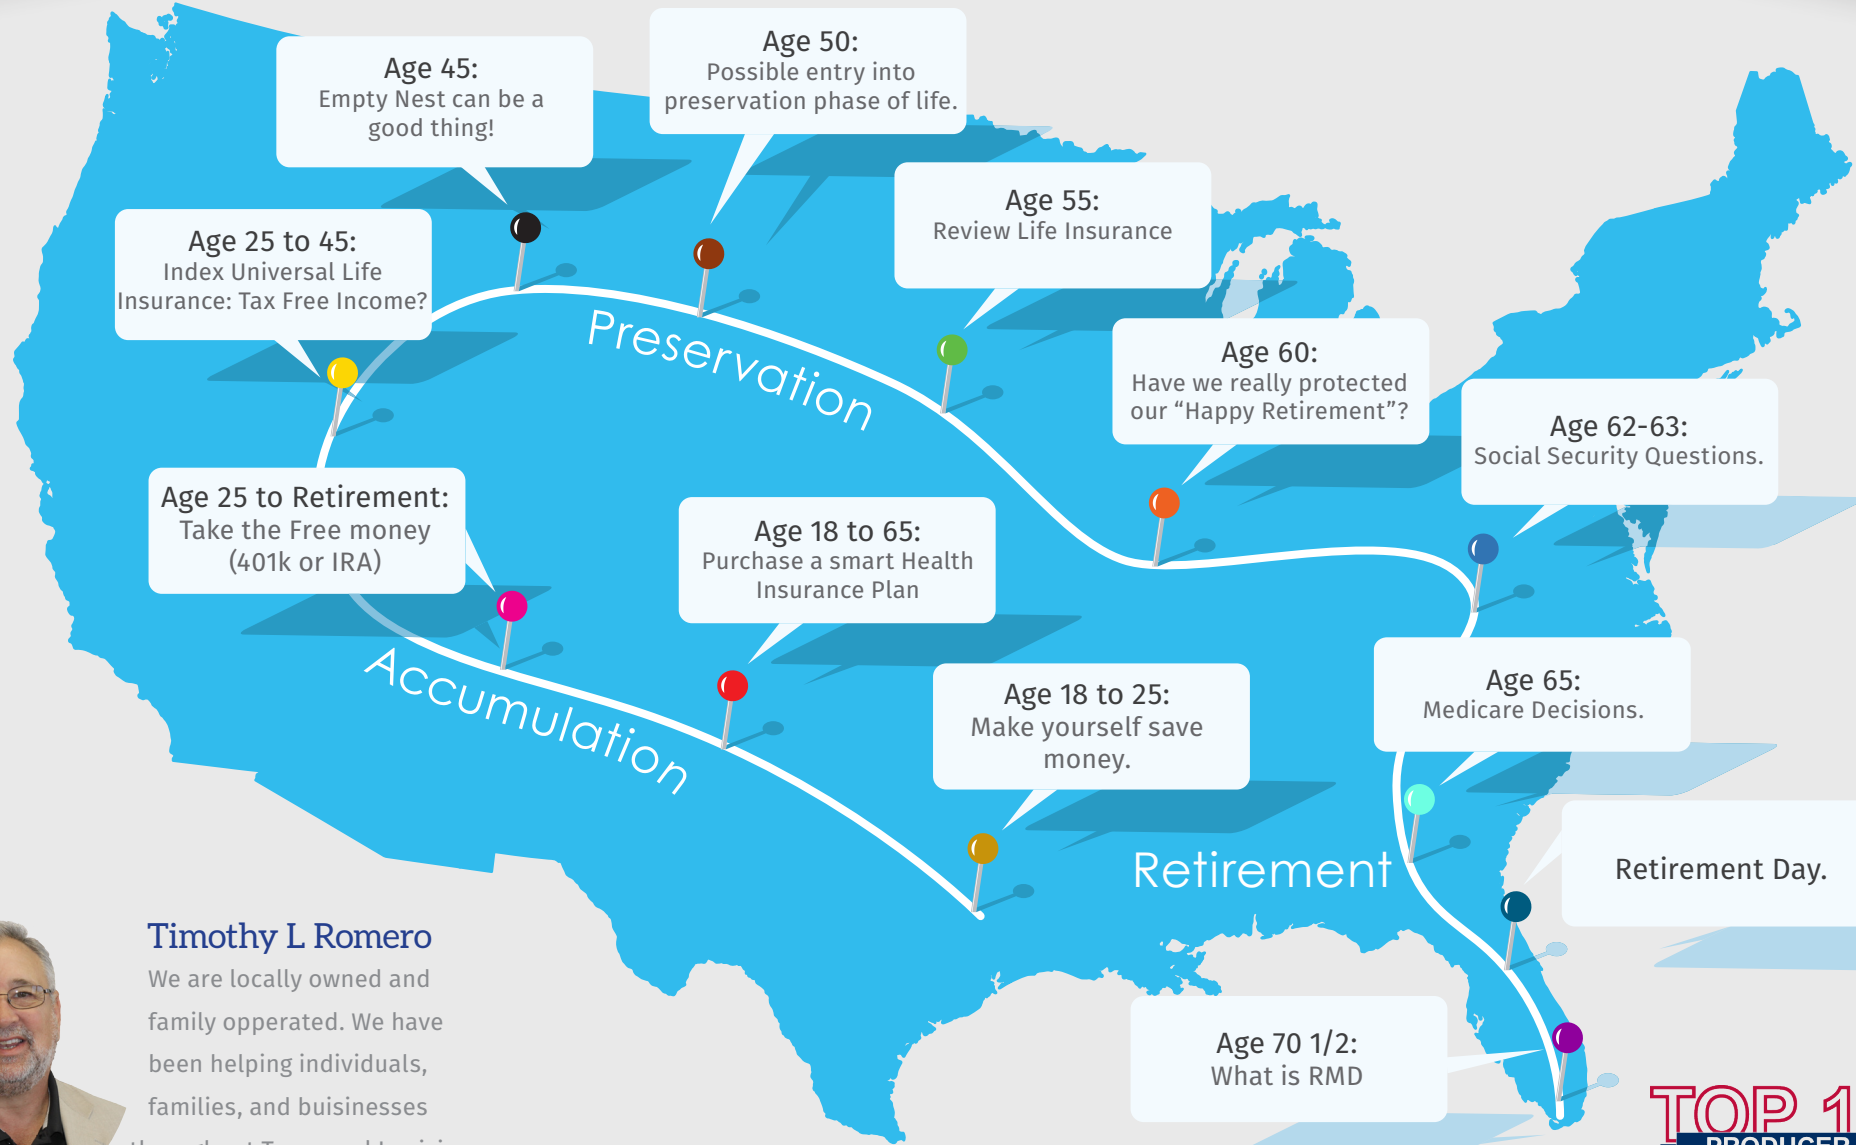 Age 45:
Empty Nest can be a
good thing!
Age 50:
Possible entry into
preservation phase of life.
Age 55:
Review Life Insurance
Age 25 to 45:
Index Universal Life
Insurance: Tax Free Income?
Preservation
Age 60:
Have we really protected
our “Happy Retirement”?
Age 62-63:
Social Security Questions.
Age 25 to Retirement:
Take the Free money
(401k or IRA)
Age 18 to 65:
Purchase a smart Health
Insurance Plan
Accumulation
Age 18 to 25:
Make yourself save
money.
Age 65:
Medicare Decisions.
Retirement
Retirement Day.
Age 70 1/2:
What is RMD
Timothy L Romero
We are locally owned and
family opperated. We have
been helping individuals,
families, and buisinesses
TOP 1
PRODUCER